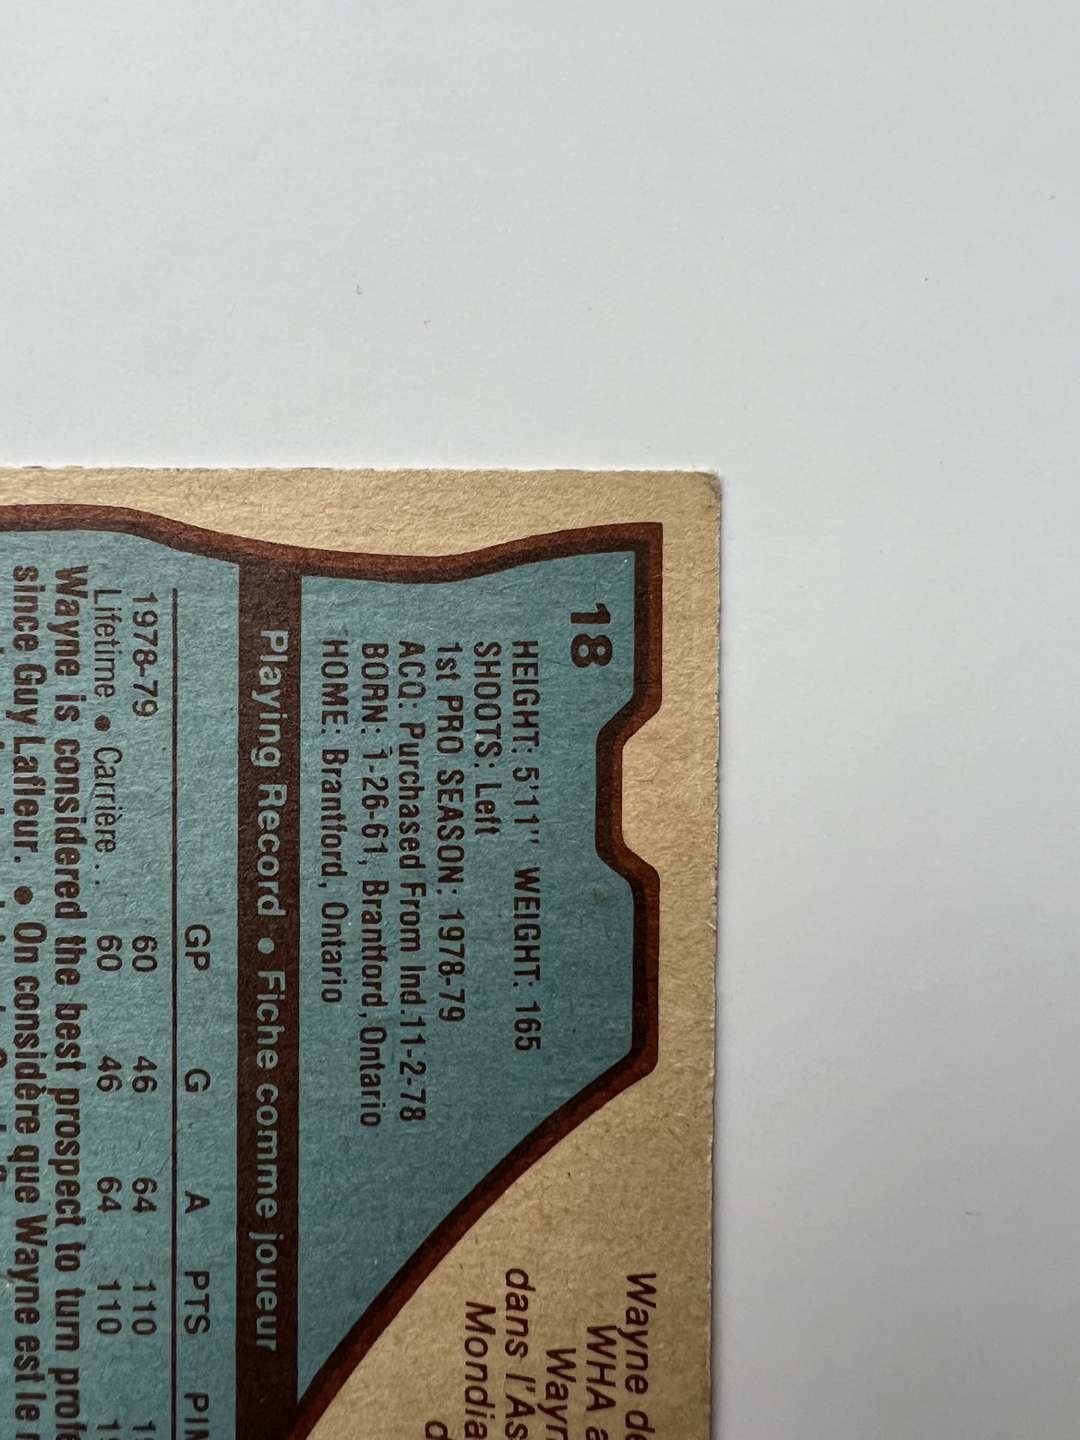 18
HEIGHT: 5'11'' WEIGHT: 165
SHOOTS: Left
1st PRO SEASON: 1978-79
ACQ: Purchased From Ind.11-2-78
BORN: 1-26-61, Brantford, Ontario
HOME: Brantford, Ontario
Wayne
WHA
dans l'As
Playing Record • Fiche comme joueur
GP G A PTS PIM
1978-79 60 46 64 110
Lifetime • Carrière.. 60 46 64 110
Wayne is considered the best prospect to turn
since Guy Lafleur. • On considère que Wayne est le